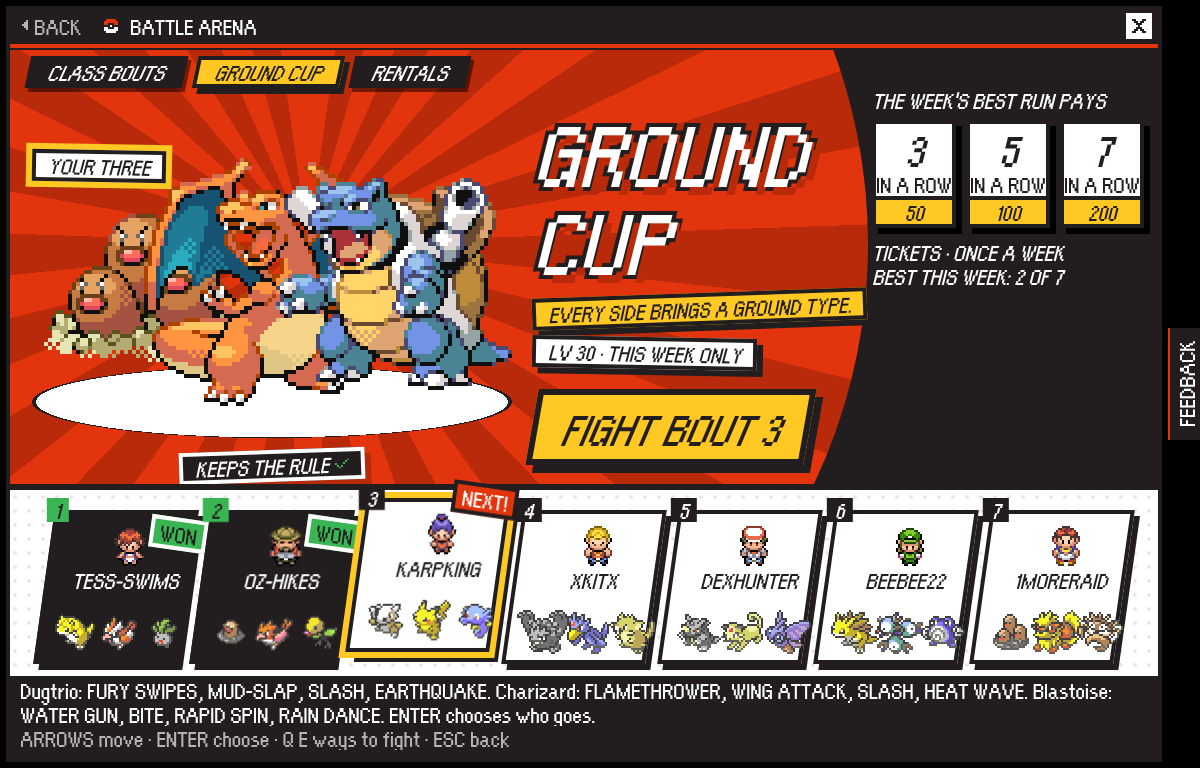 BACK BATTLE ARENA X
CLASS BOUTS GROUND CUP RENTALS
YOUR THREE
GROUND
CUP
EVERY SIDE BRINGS A GROUND TYPE.
LV 30 · THIS WEEK ONLY
FIGHT BOUT 3
KEEPS THE RULE ✓
THE WEEK'S BEST RUN PAYS
3 5 7
IN A ROW IN A ROW IN A ROW
50 100 200
TICKETS · ONCE A WEEK
BEST THIS WEEK: 2 OF 7
FEEDBACK
1 WON TESS-SWIMS
2 WON OZ-HIKES
3 NEXT! KARPKING
4 XKITX
5 DEXHUNTER
6 BEEBEE22
7 1MORERAID
Dugtrio: FURY SWIPES, MUD-SLAP, SLASH, EARTHQUAKE. Charizard: FLAMETHROWER, WING ATTACK, SLASH, HEAT WAVE. Blastoise:
WATER GUN, BITE, RAPID SPIN, RAIN DANCE. ENTER chooses who goes.
ARROWS move · ENTER choose · Q E ways to fight · ESC back